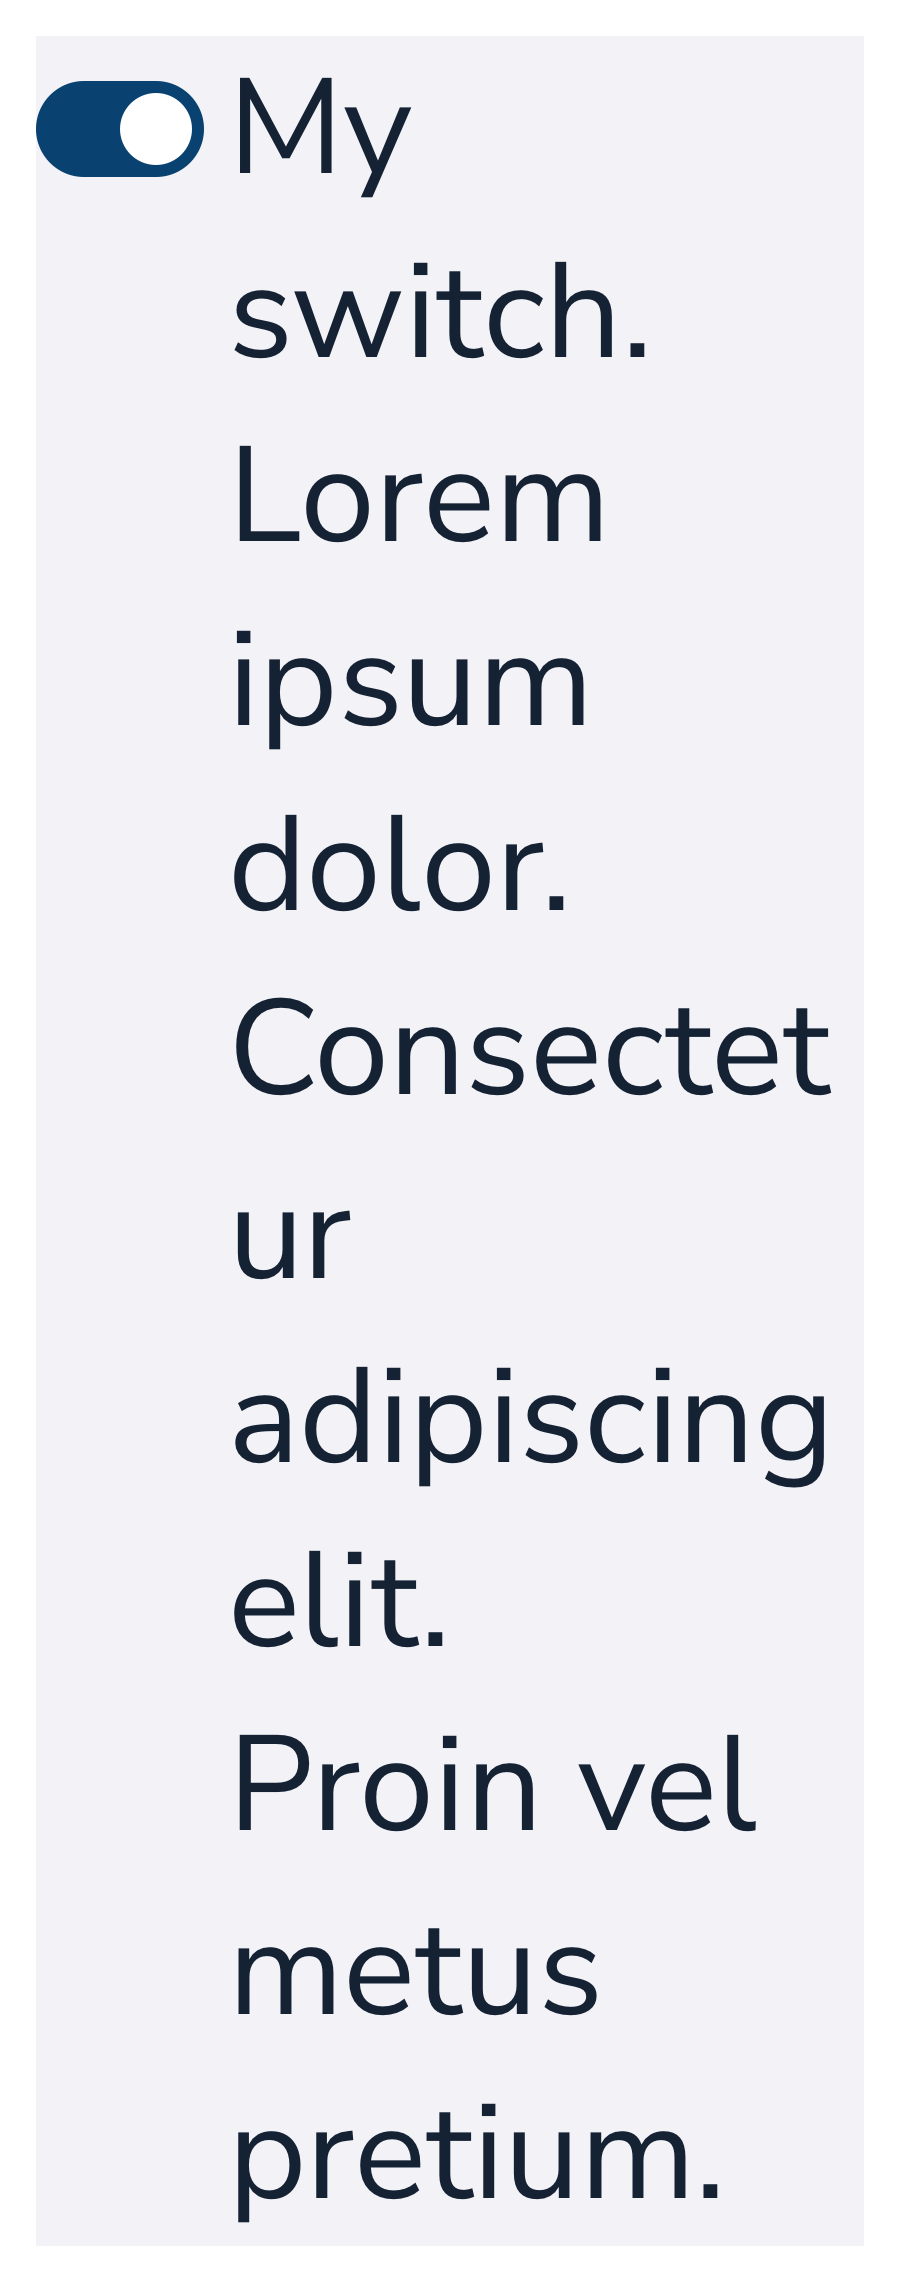 My
switch.
Lorem
ipsum
dolor.
Consectet
ur
adipiscing
elit.
Proin vel
metus
pretium.